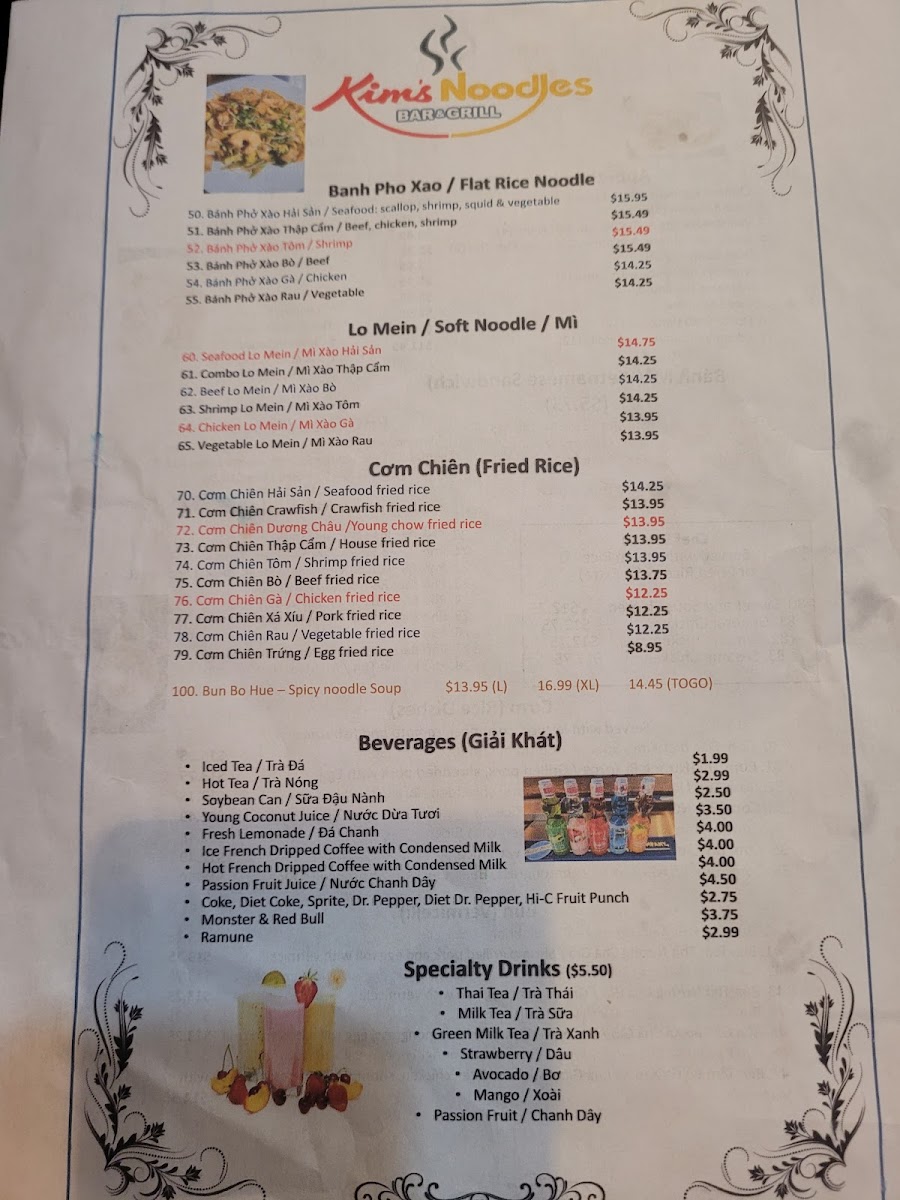 Kim's Noodles
BAR & GRILL
Banh Pho Xao / Flat Rice Noodle
50. Bánh Phở Xào Hải Sản / Seafood: scallop, shrimp, squid & vegetable $15.95
51. Bánh Phở Xào Thập Cẩm / Beef, chicken, shrimp $15.49
52. Bánh Phở Xào Tôm / Shrimp $15.49
53. Bánh Phở Xào Bò / Beef $15.49
54. Bánh Phở Xào Gà / Chicken $14.25
55. Bánh Phở Xào Rau / Vegetable $14.25
Lo Mein / Soft Noodle / Mì
60. Seafood Lo Mein / Mì Xào Hải Sản $14.75
61. Combo Lo Mein / Mì Xào Thập Cẩm $14.25
62. Beef Lo Mein / Mì Xào Bò $14.25
63. Shrimp Lo Mein / Mì Xào Tôm $14.25
64. Chicken Lo Mein / Mì Xào Gà $13.95
65. Vegetable Lo Mein / Mì Xào Rau $13.95
Cơm Chiên (Fried Rice)
70. Cơm Chiên Hải Sản / Seafood fried rice $14.25
71. Cơm Chiên Crawfish / Crawfish fried rice $13.95
72. Cơm Chiên Dương Châu /Young chow fried rice $13.95
73. Cơm Chiên Thập Cẩm / House fried rice $13.95
74. Cơm Chiên Tôm / Shrimp fried rice $13.95
75. Cơm Chiên Bò / Beef fried rice $13.75
76. Cơm Chiên Gà / Chicken fried rice $12.25
77. Cơm Chiên Xá Xíu / Pork fried rice $12.25
78. Cơm Chiên Rau / Vegetable fried rice $12.25
79. Cơm Chiên Trứng / Egg fried rice $8.95
100. Bun Bo Hue – Spicy noodle Soup $13.95 (L) 16.99 (XL) 14.45 (TOGO)
Beverages (Giải Khát)
• Iced Tea / Trà Đá $1.99
• Hot Tea / Trà Nóng $2.99
• Soybean Can / Sữa Đậu Nành $2.50
• Young Coconut Juice / Nước Dừa Tươi $3.50
• Fresh Lemonade / Đá Chanh $4.00
• Ice French Dripped Coffee with Condensed Milk $4.00
• Hot French Dripped Coffee with Condensed Milk $4.00
• Passion Fruit Juice / Nước Chanh Dây $4.50
• Coke, Diet Coke, Sprite, Dr. Pepper, Diet Dr. Pepper, Hi-C Fruit Punch $2.75
• Monster & Red Bull $3.75
• Ramune $2.99
Specialty Drinks ($5.50)
• Thai Tea / Trà Thái
• Milk Tea / Trà Sữa
• Green Milk Tea / Trà Xanh
• Strawberry / Dâu
• Avocado / Bơ
• Mango / Xoài
• Passion Fruit / Chanh Dây